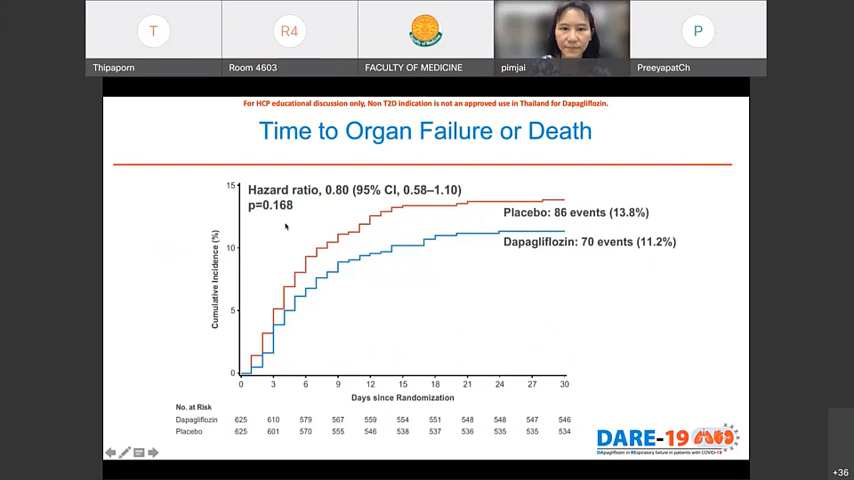 T
R4
P
Thipaporn
Room 4603
FACULTY OF MEDICINE
pimjai
PreeyapatCh
For HCP educational discussion only, Non T2D indication is not an approved use in Thailand for Dapagliflozin.
Time to Organ Failure or Death
Hazard ratio, 0.80 (95% CI, 0.58–1.10)
p=0.168
Placebo: 86 events (13.8%)
Dapagliflozin: 70 events (11.2%)
Cumulative Incidence (%)
15
10
5
0
0 3 6 9 12 15 18 21 24 27 30
Days since Randomization
No. at Risk
Dapagliflozin 625 610 579 567 559 554 551 548 548 547 546
Placebo 625 601 570 555 546 538 537 536 535 535 534
DARE-19
DApagliflozin in REspiratory failure in patients with COVID-19
+36